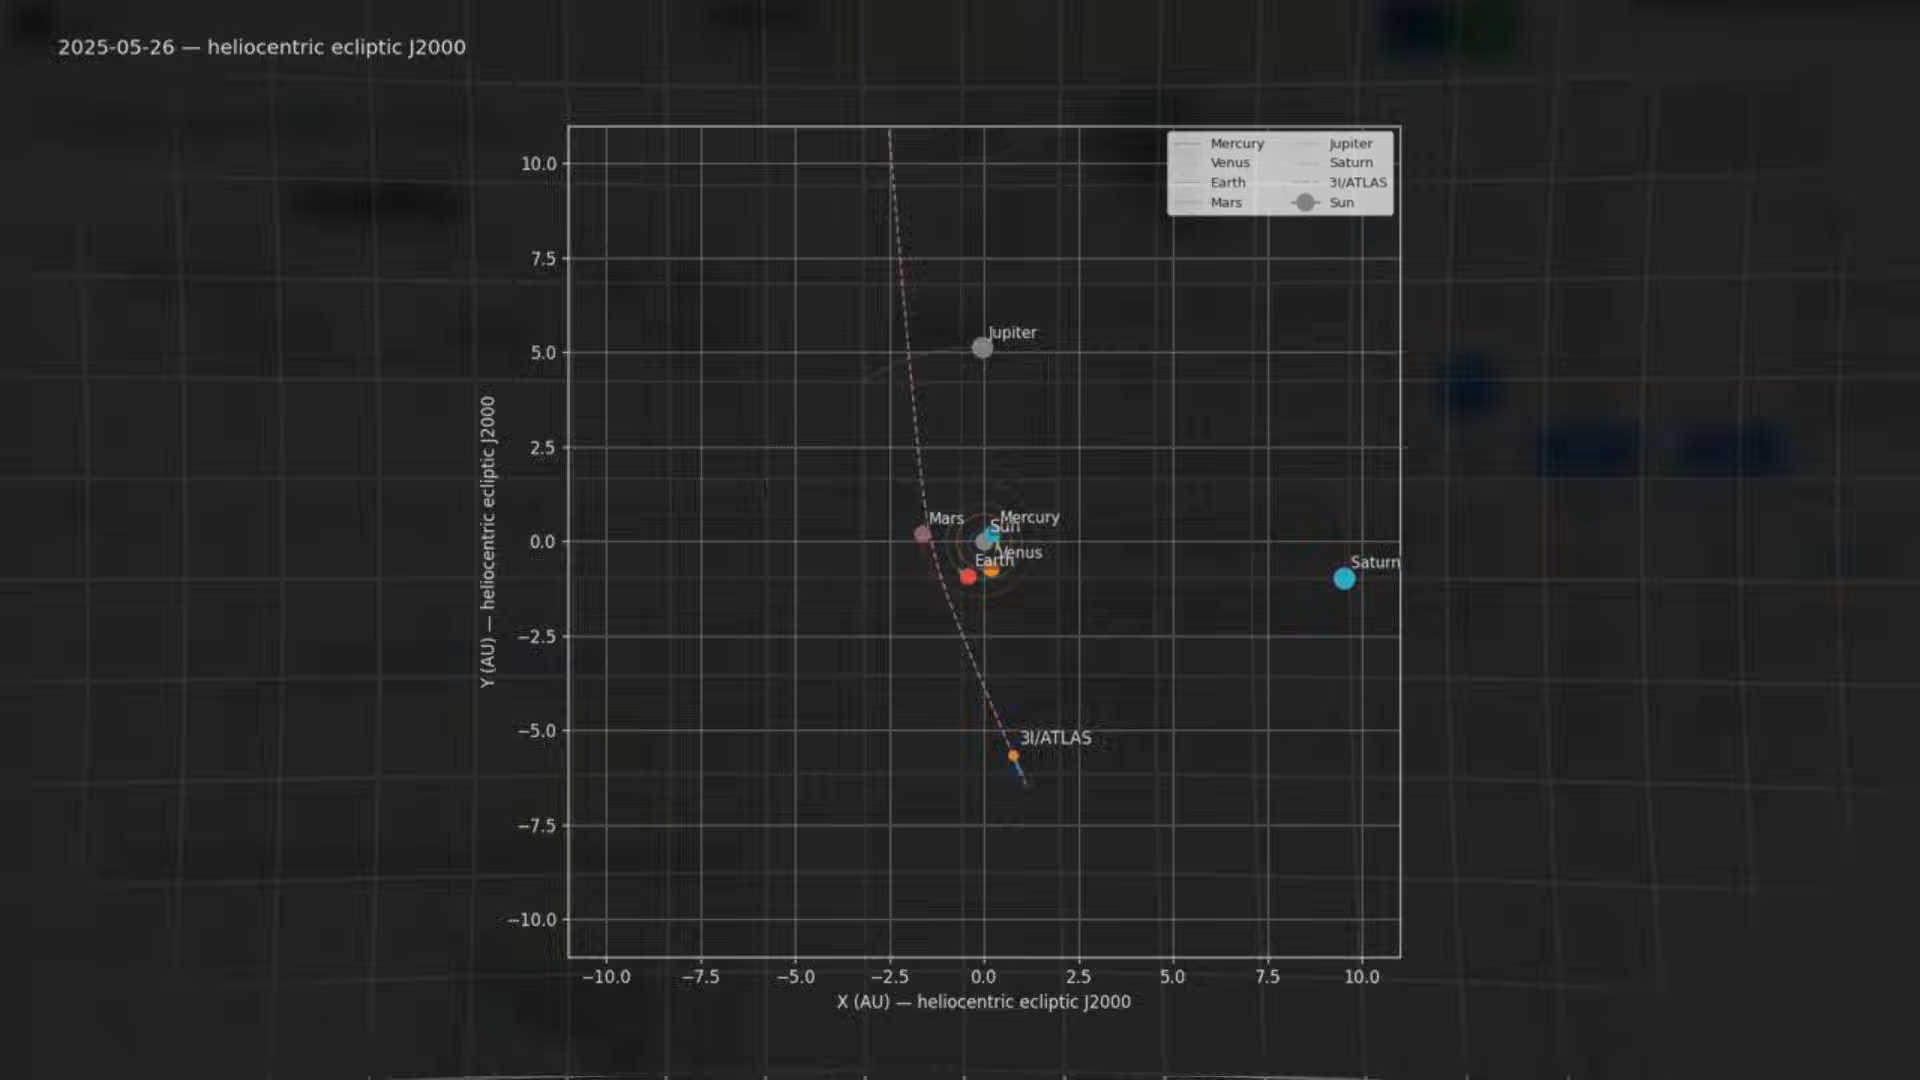 2025-05-26 — heliocentric ecliptic J2000
Mercury
Venus
Earth
Mars
Jupiter
Saturn
3I/ATLAS
Sun
10.0
7.5
5.0
2.5
0.0
−2.5
−5.0
−7.5
−10.0
Y (AU) — heliocentric ecliptic J2000
Jupiter
Mars
Mercury
Sun
Venus
Earth
Saturn
3I/ATLAS
−10.0
−7.5
−5.0
−2.5
0.0
2.5
5.0
7.5
10.0
X (AU) — heliocentric ecliptic J2000